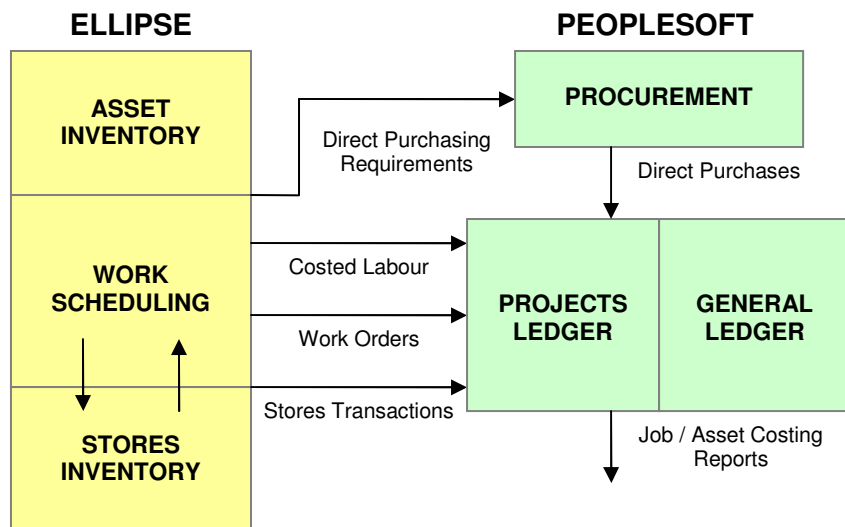 ELLIPSE
PEOPLESOFT
ASSET
INVENTORY
PROCUREMENT
Direct Purchasing
Requirements
Direct Purchases
WORK
SCHEDULING
Costed Labour
PROJECTS
LEDGER
GENERAL
LEDGER
Work Orders
Stores Transactions
STORES
INVENTORY
Job / Asset Costing
Reports